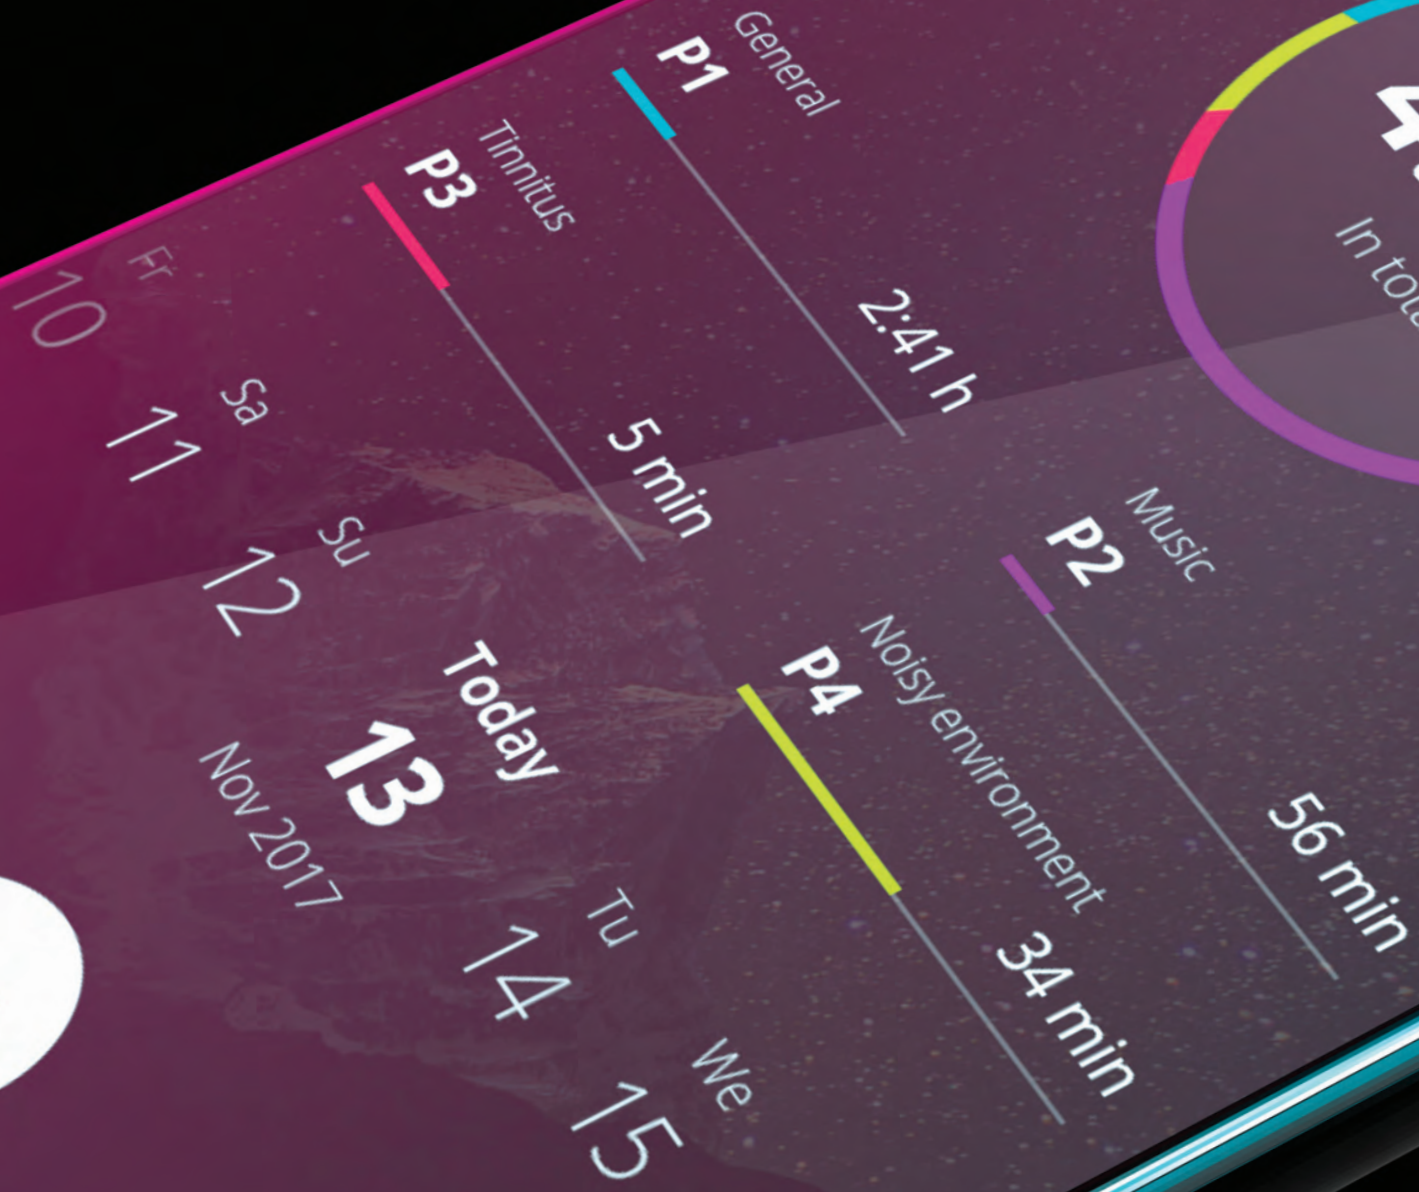 4
In tot
P1
General
2:41 h
P2
Music
56 min
P3
Tinnitus
5 min
P4
Noisy environment
34 min
Fr
10
Sa
11
Su
12
Today
13
Nov 2017
Tu
14
We
15